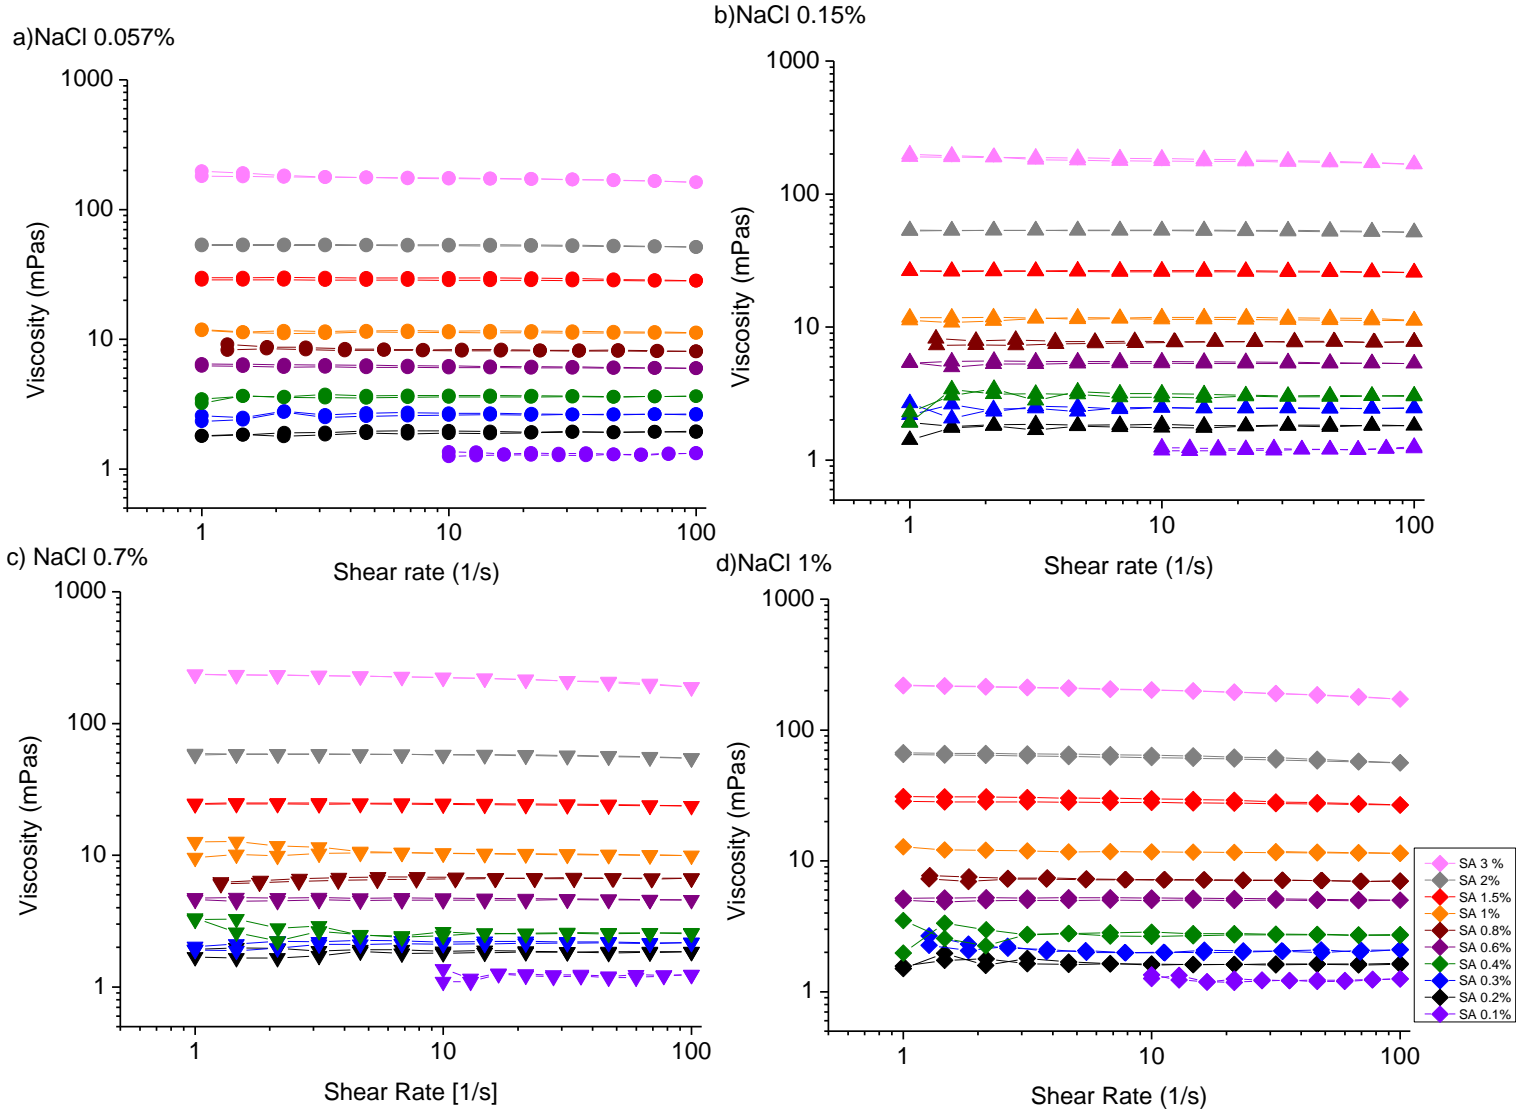 a)NaCl 0.057%
1000
100
10
1
Viscosity (mPas)
1
10
100
Shear rate (1/s)
b)NaCl 0.15%
1000
100
10
1
Viscosity (mPas)
1
10
100
Shear rate (1/s)
c) NaCl 0.7%
1000
100
10
1
Viscosity (mPas)
1
10
100
Shear Rate [1/s]
d)NaCl 1%
1000
100
10
1
Viscosity (mPas)
1
10
100
Shear Rate (1/s)
SA 3 %
SA 2%
SA 1.5%
SA 1%
SA 0.8%
SA 0.6%
SA 0.4%
SA 0.3%
SA 0.2%
SA 0.1%